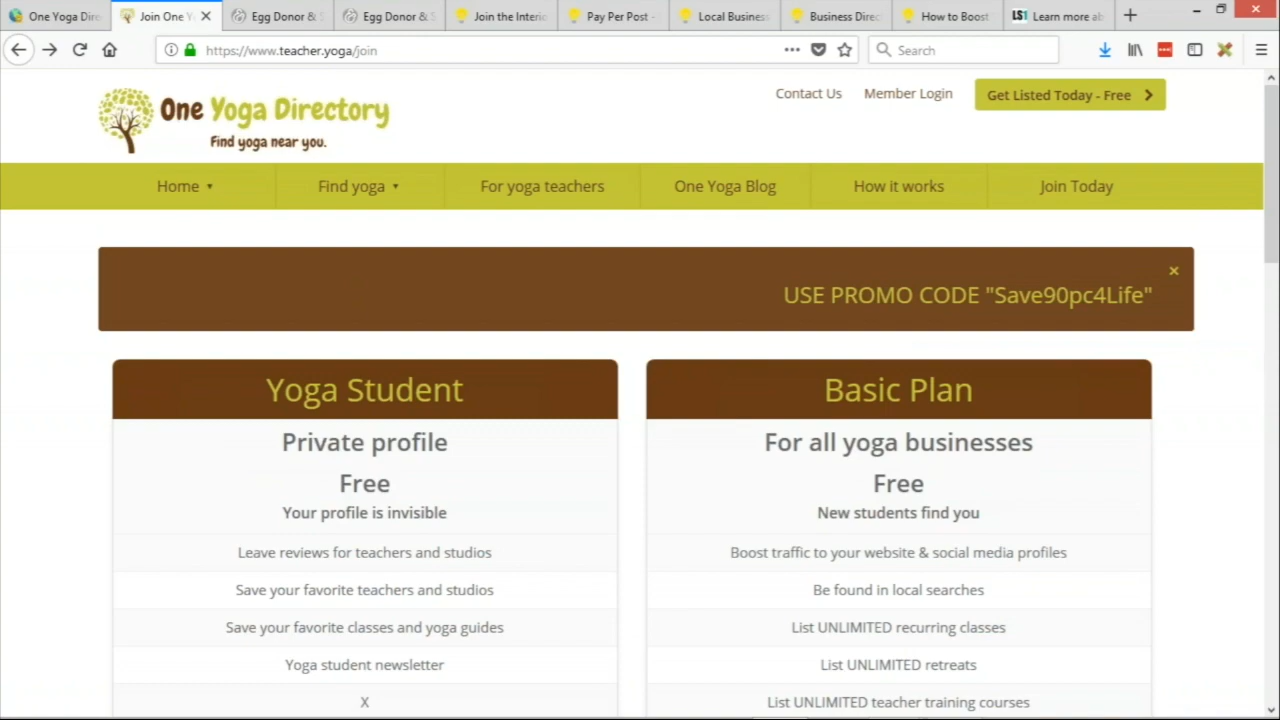 One Yoga Dire
Join One Y
Egg Donor & S
Egg Donor & S
Join the Interio
Pay Per Post -
Local Business
Business Direc
How to Boost
LS1 Learn more ab
https://www.teacher.yoga/join
Search
Contact Us
Member Login
Get Listed Today - Free
One Yoga Directory
Find yoga near you.
Home
Find yoga
For yoga teachers
One Yoga Blog
How it works
Join Today
×
USE PROMO CODE "Save90pc4Life"
Yoga Student
Private profile
Free
Your profile is invisible
Leave reviews for teachers and studios
Save your favorite teachers and studios
Save your favorite classes and yoga guides
Yoga student newsletter
X
Basic Plan
For all yoga businesses
Free
New students find you
Boost traffic to your website & social media profiles
Be found in local searches
List UNLIMITED recurring classes
List UNLIMITED retreats
List UNLIMITED teacher training courses